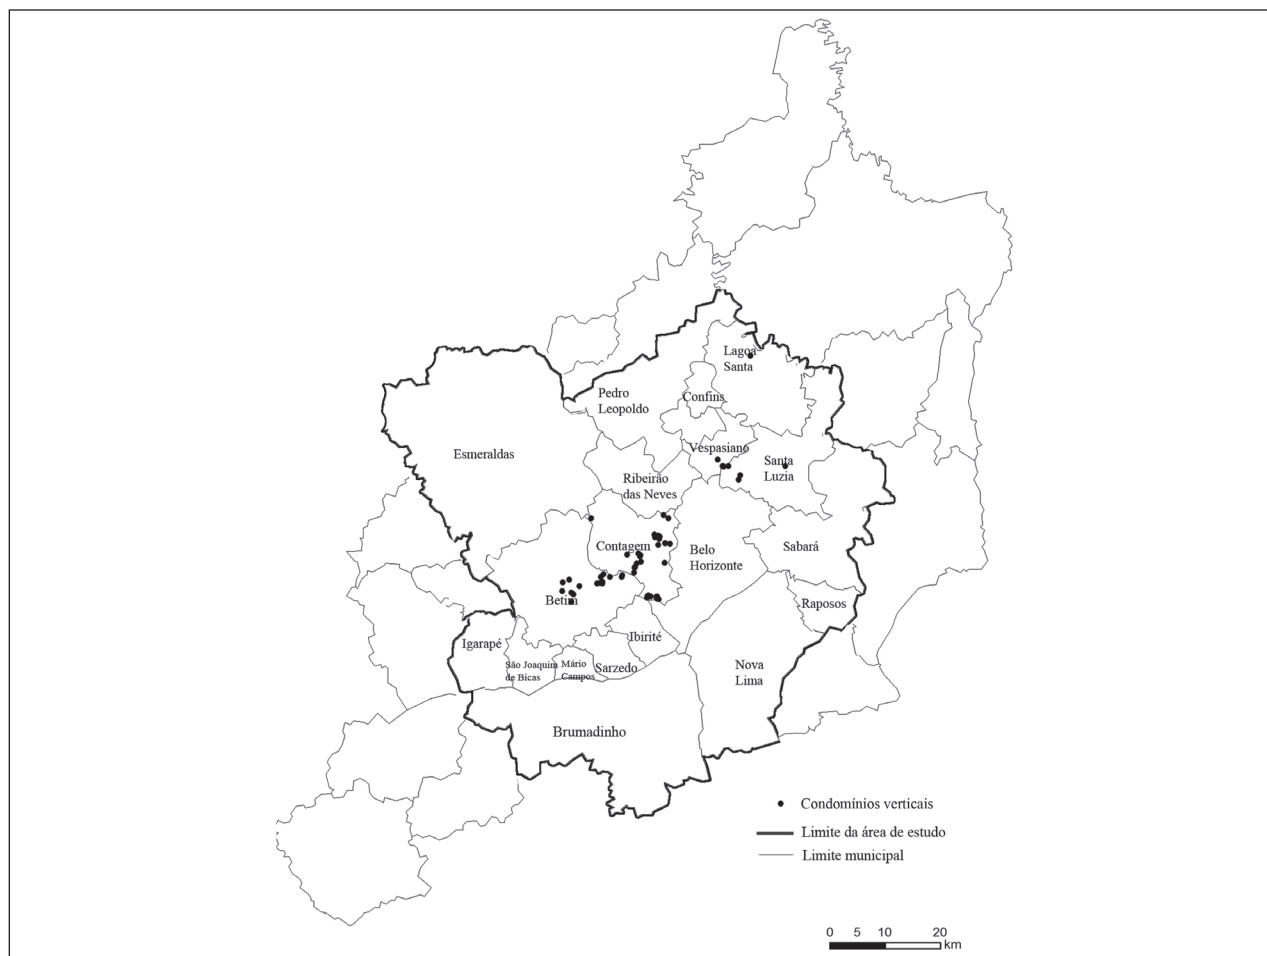 Lagoa
Santa
Pedro
Leopoldo
Confins
Esmeraldas
Vespasiano
Santa
Luzia
Ribeirão
das Neves
Contagem
Belo
Horizonte
Sabará
Betim
Raposos
Ibirité
Igarapé
São Joaquim
de Bicas
Mário
Campos
Sarzedo
Nova
Lima
Brumadinho
Condomínios verticais
Limite da área de estudo
Limite municipal
0 5 10 20
km